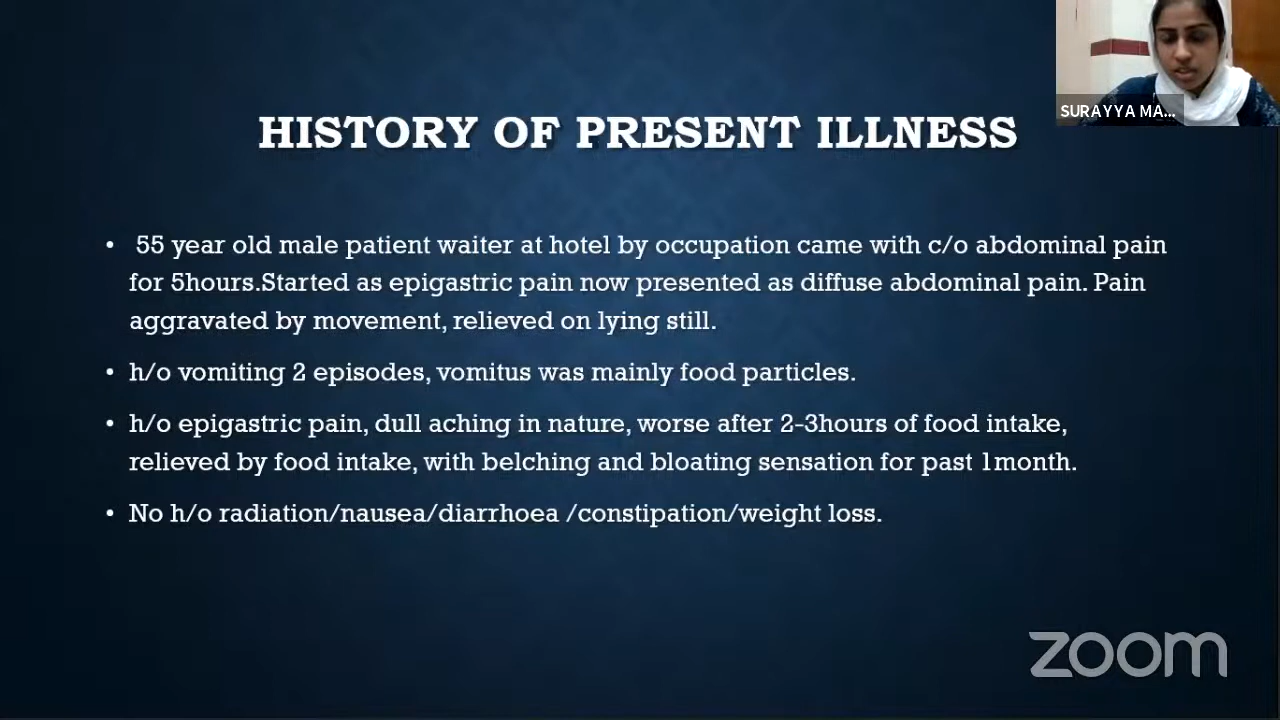 SURAYYA MA...
HISTORY OF PRESENT ILLNESS
• 55 year old male patient waiter at hotel by occupation came with c/o abdominal pain
for 5hours.Started as epigastric pain now presented as diffuse abdominal pain. Pain
aggravated by movement, relieved on lying still.
• h/o vomiting 2 episodes, vomitus was mainly food particles.
• h/o epigastric pain, dull aching in nature, worse after 2-3hours of food intake,
relieved by food intake, with belching and bloating sensation for past 1month.
• No h/o radiation/nausea/diarrhoea /constipation/weight loss.
zoom